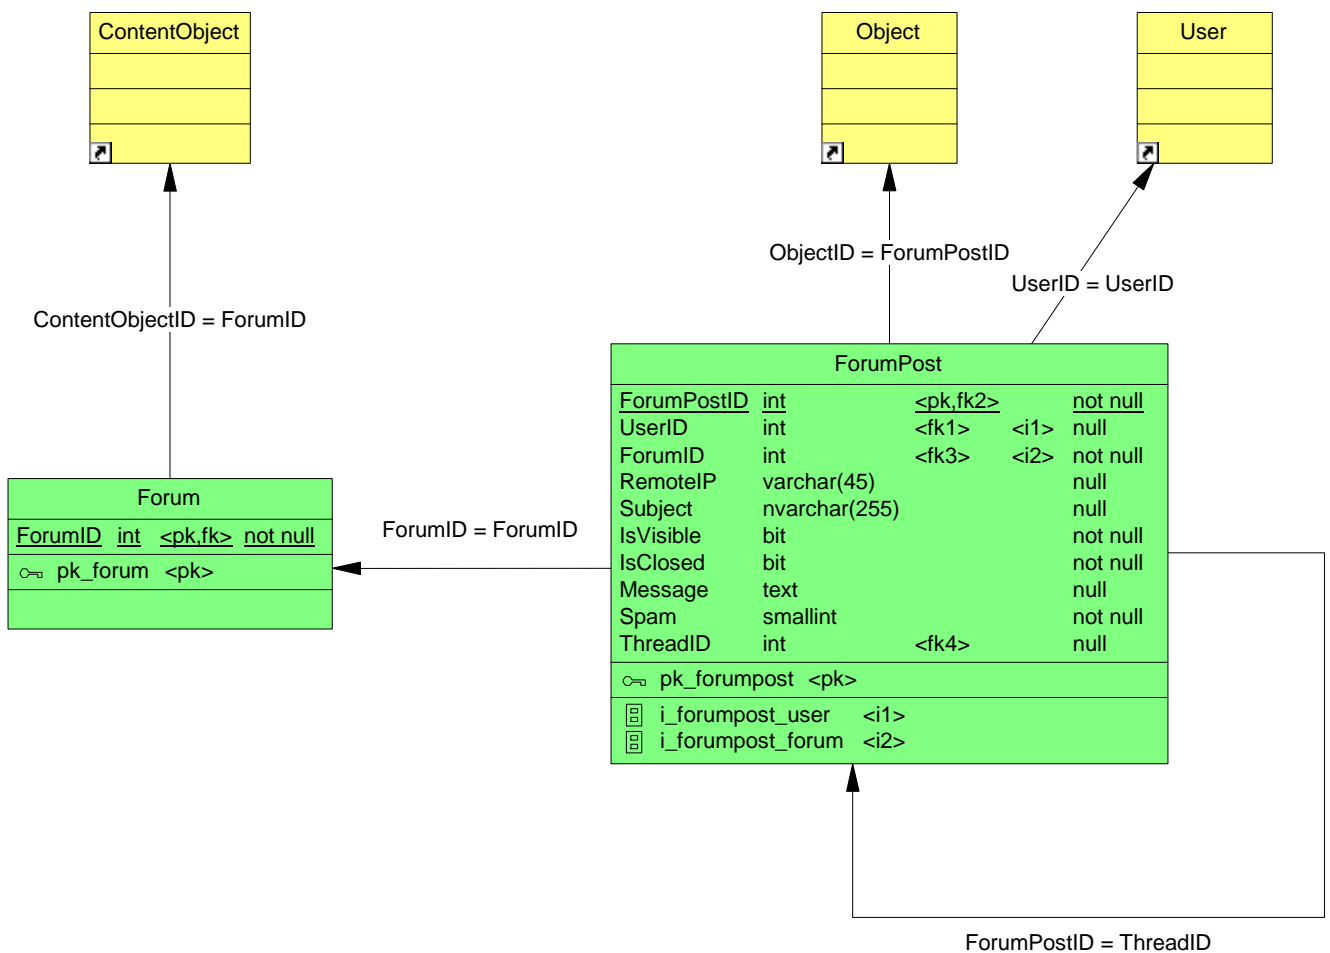 ContentObject
Object
User
ObjectID = ForumPostID
UserID = UserID
ContentObjectID = ForumID
ForumPost
ForumPostID int <pk,fk2> not null
UserID int <fk1> <i1> null
ForumID int <fk3> <i2> not null
RemoteIP varchar(45) null
Subject nvarchar(255) null
IsVisible bit not null
IsClosed bit not null
Message text null
Spam smallint not null
ThreadID int <fk4> null
pk_forumpost <pk>
i_forumpost_user <i1>
i_forumpost_forum <i2>
Forum
ForumID int <pk,fk> not null
pk_forum <pk>
ForumID = ForumID
ForumPostID = ThreadID